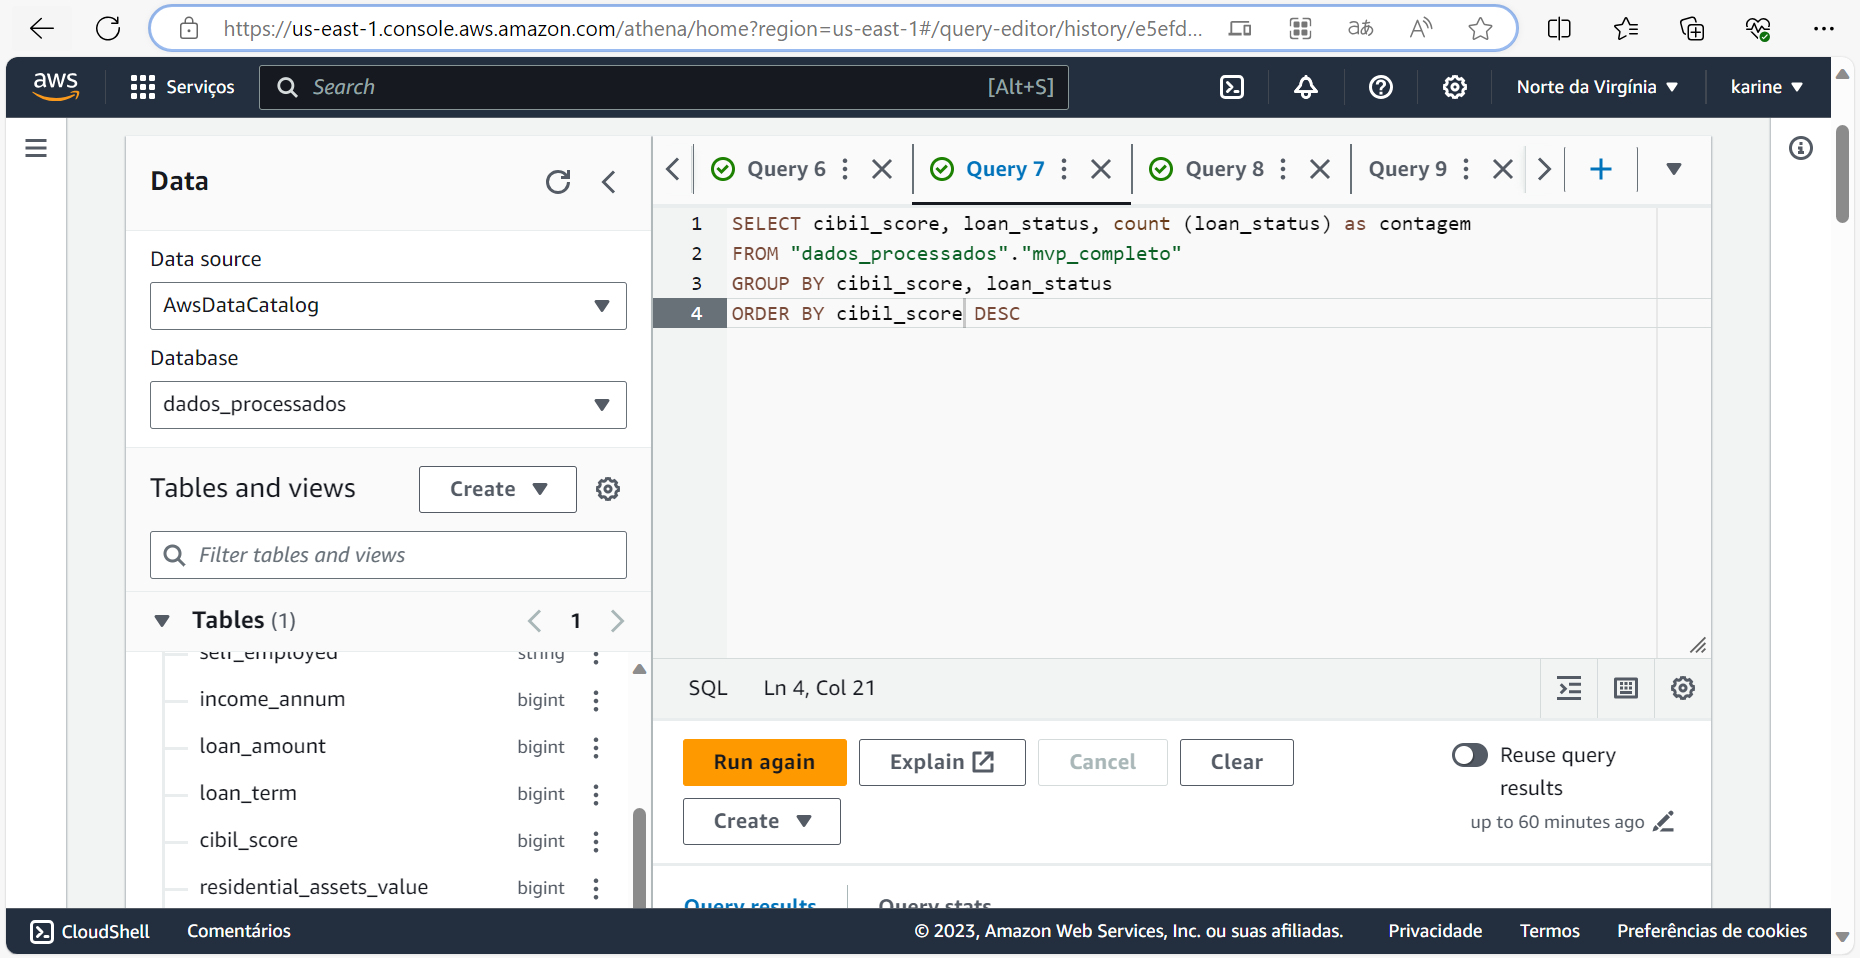 https://us-east-1.console.aws.amazon.com/athena/home?region=us-east-1#/query-editor/history/e5efd...
aws
Serviços
Search
[Alt+S]
Norte da Virgínia
karine
Data
Data source
AwsDataCatalog
Database
dados_processados
Tables and views
Create
Filter tables and views
Tables (1)
1
self_employed string
income_annum bigint
loan_amount bigint
loan_term bigint
cibil_score bigint
residential_assets_value bigint
Query 6
Query 7
Query 8
Query 9
1 SELECT cibil_score, loan_status, count (loan_status) as contagem
2 FROM "dados_processados"."mvp_completo"
3 GROUP BY cibil_score, loan_status
4 ORDER BY cibil_score DESC
SQL Ln 4, Col 21
Run again
Explain
Cancel
Clear
Create
Reuse query
results
up to 60 minutes ago
Query results
Query stats
CloudShell
Comentários
© 2023, Amazon Web Services, Inc. ou suas afiliadas.
Privacidade
Termos
Preferências de cookies